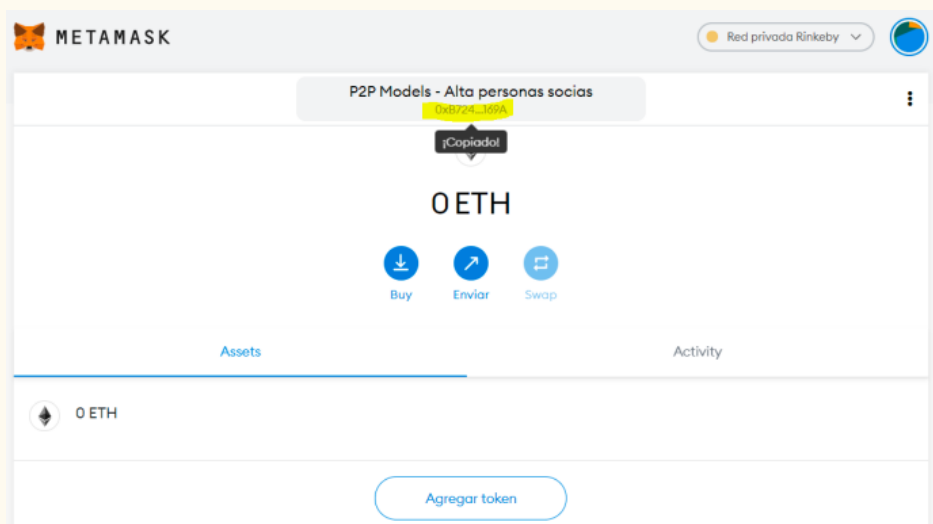 METAMASK
Red privada Rinkeby
P2P Models - Alta personas socias
0xB724...169A
¡Copiado!
0 ETH
Buy
Enviar
Swap
Assets
Activity
0 ETH
Agregar token